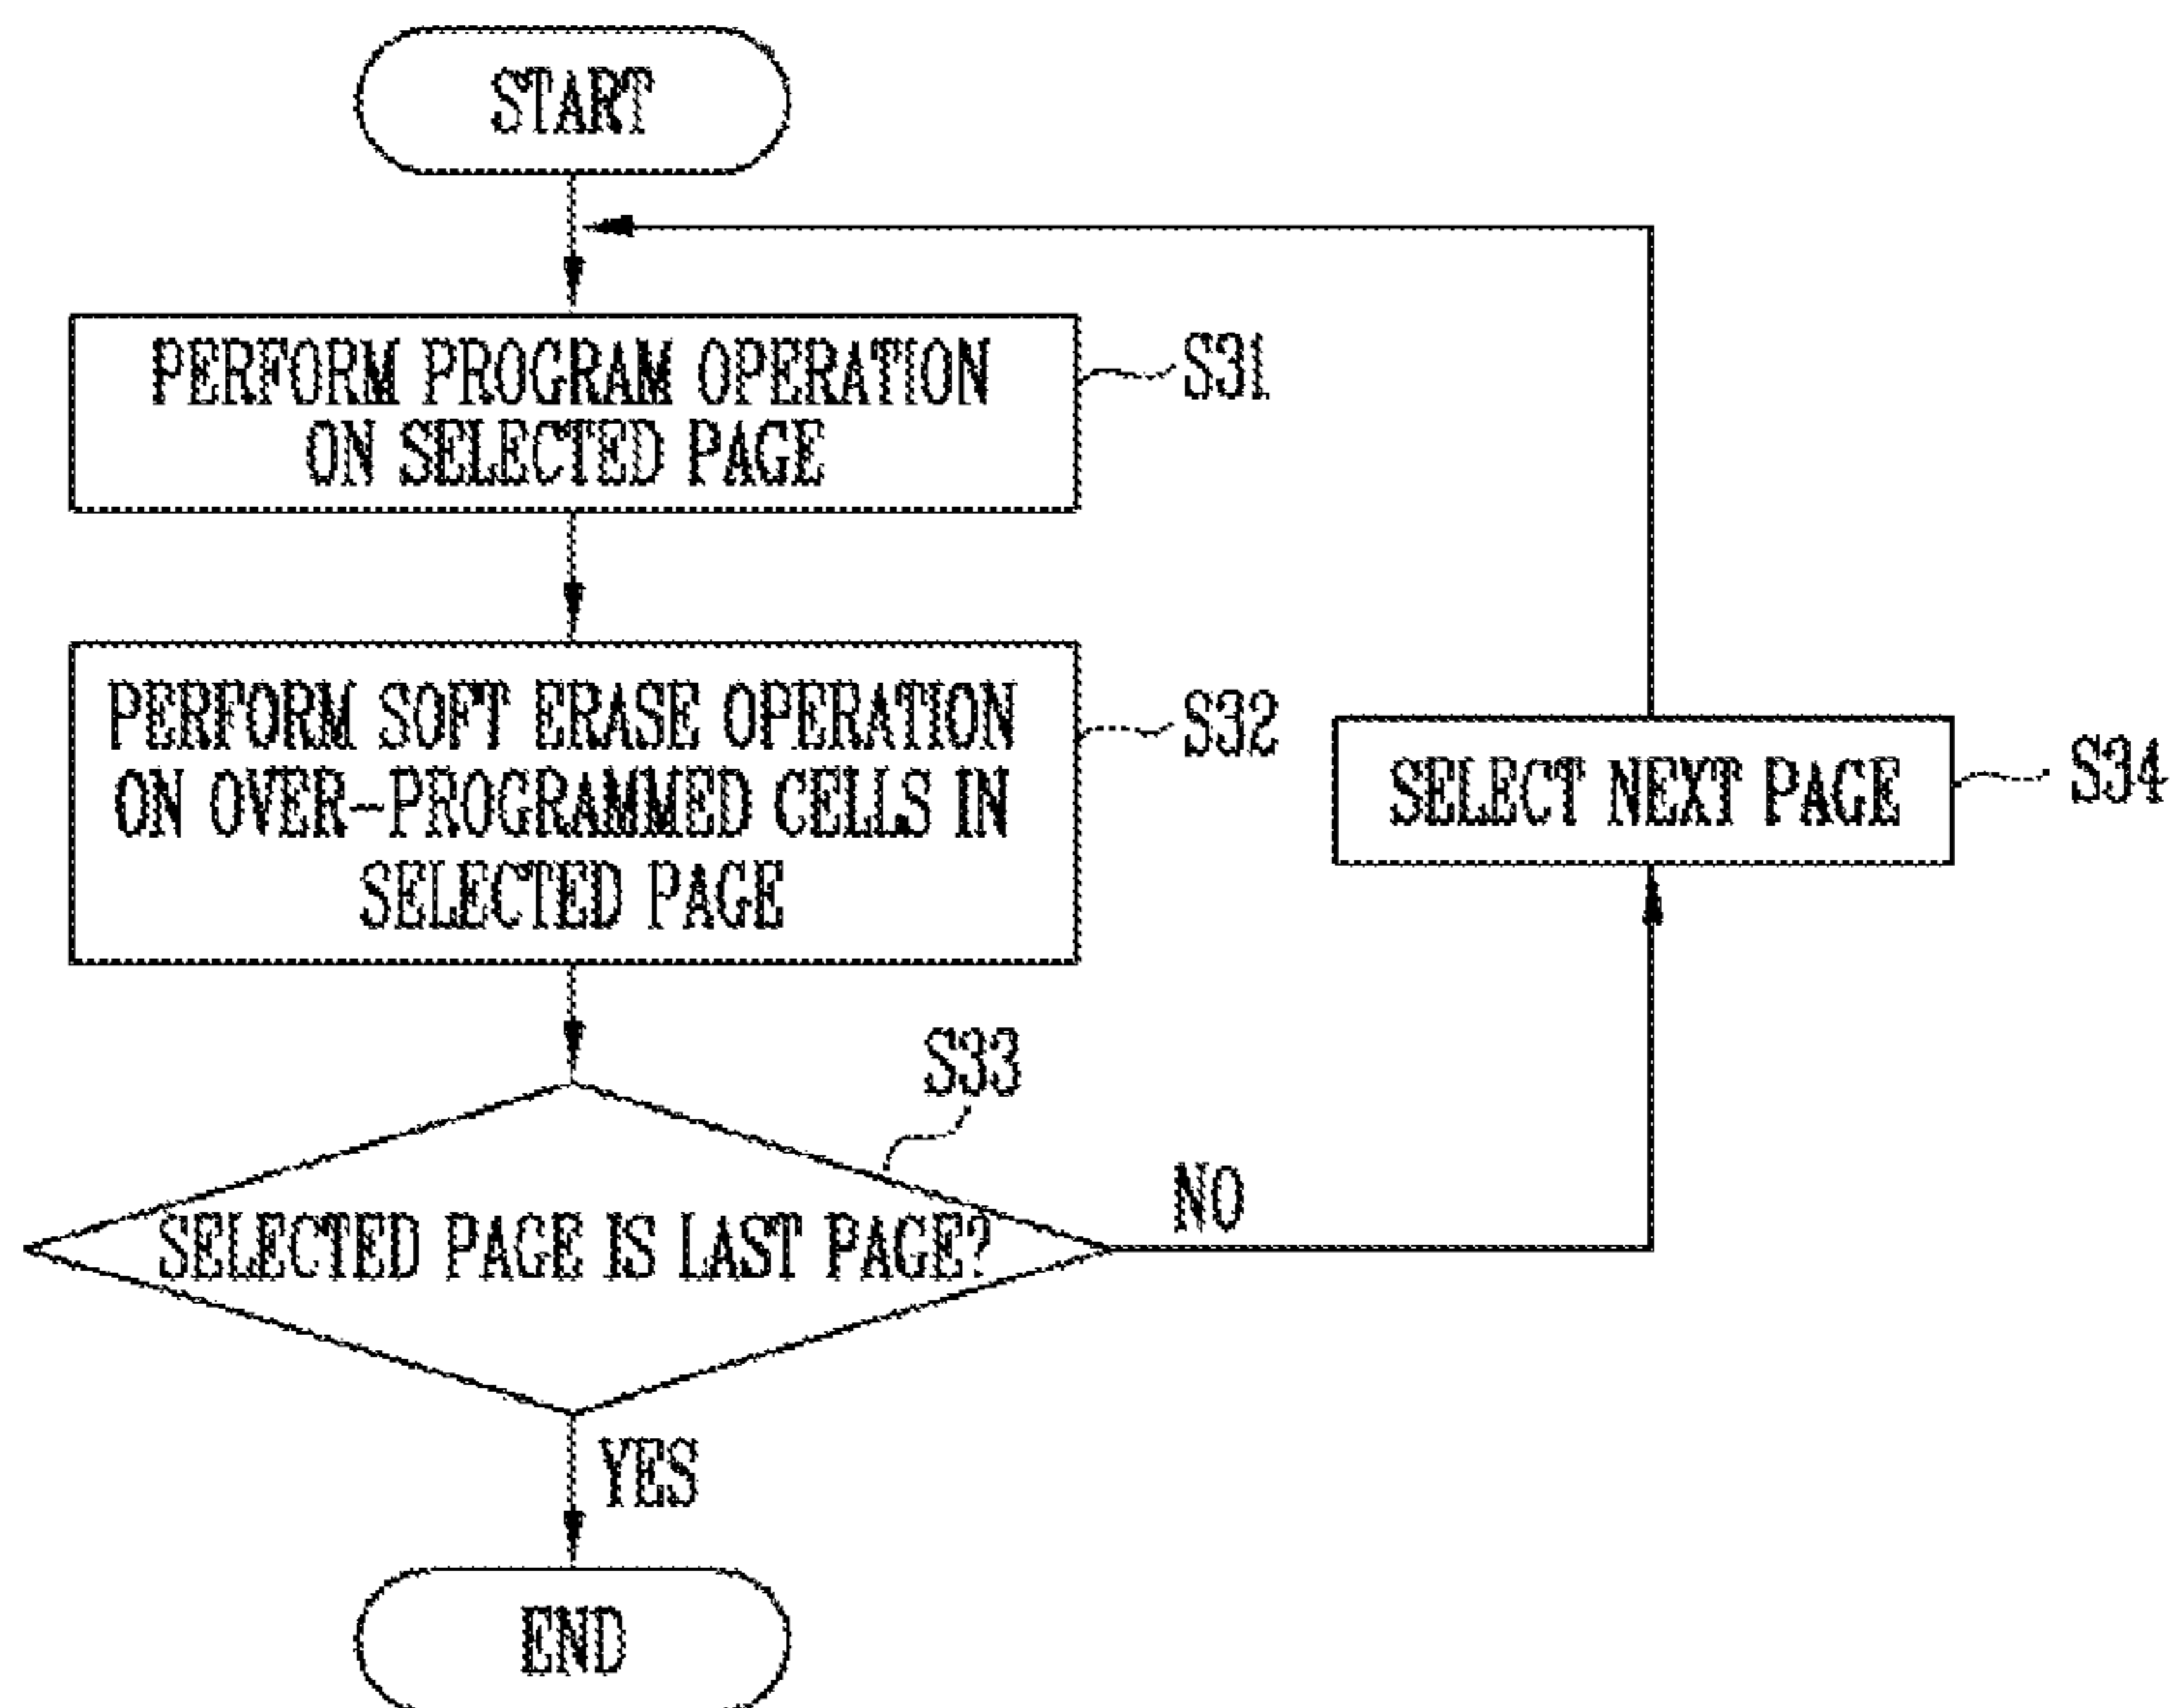 START
PERFORM PROGRAM OPERATION
ON SELECTED PAGE
S31
PERFORM SOFT ERASE OPERATION
ON OVER-PROGRAMMED CELLS IN
SELECTED PAGE
S32
SELECT NEXT PAGE
S34
S33
SELECTED PAGE IS LAST PAGE?
NO
YES
END